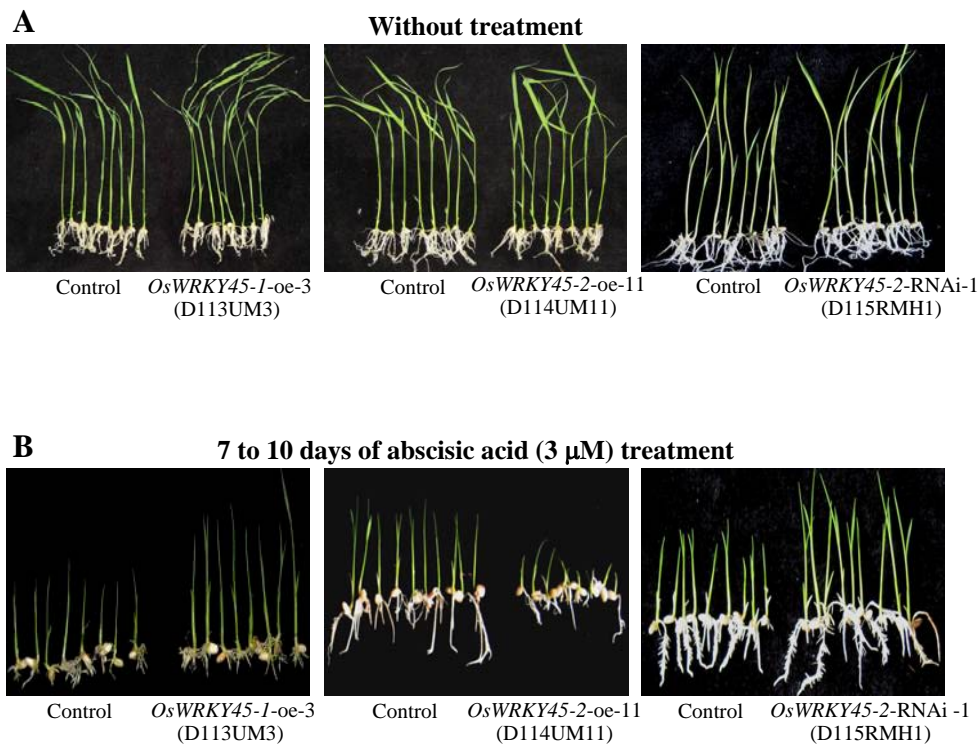 A
Without treatment
Control OsWRKY45-1-oe-3 Control OsWRKY45-2-oe-11 Control OsWRKY45-2-RNAi-1
(D113UM3) (D114UM11) (D115RMH1)
B
7 to 10 days of abscisic acid (3 μM) treatment
Control OsWRKY45-1-oe-3 Control OsWRKY45-2-oe-11 Control OsWRKY45-2-RNAi -1
(D113UM3) (D114UM11) (D115RMH1)